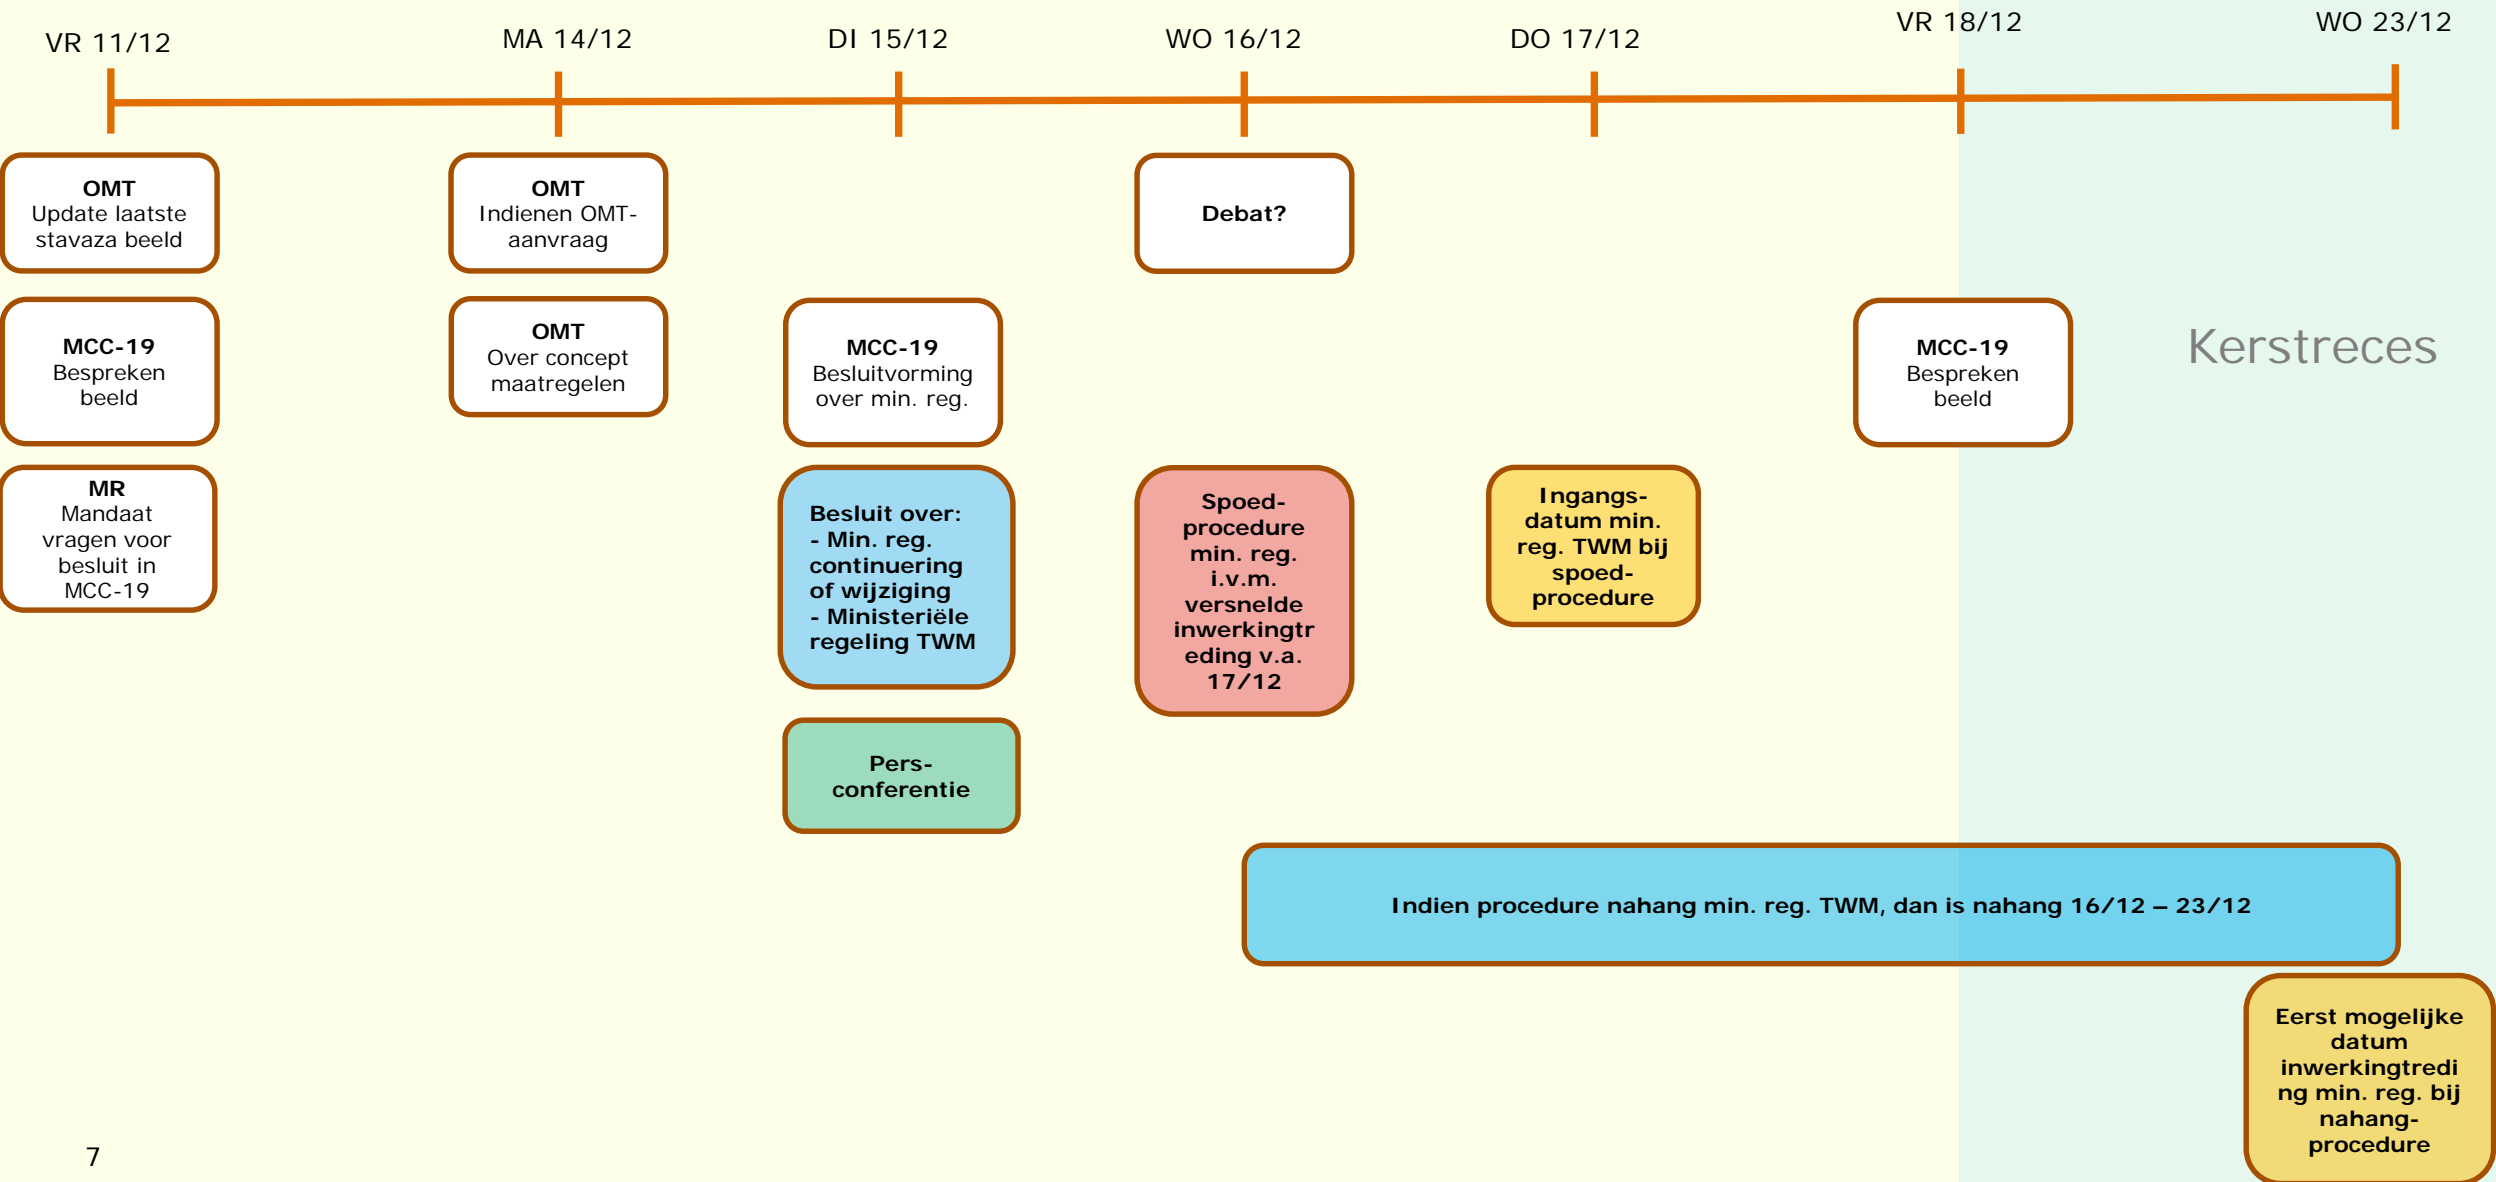 VR 11/12
MA 14/12
DI 15/12
WO 16/12
DO 17/12
VR 18/12
WO 23/12
OMT
Update laatste
stavaza beeld
OMT
Indienen OMT-
aanvraag
Debat?
MCC-19
Bespreken
beeld
OMT
Over concept
maatregelen
MCC-19
Besluitvorming
over min. reg.
MCC-19
Bespreken
beeld
Kerstreces
MR
Mandaat
vragen voor
besluit in
MCC-19
Besluit over:
- Min. reg.
continuering
of wijziging
- Ministeriële
regeling TWM
Spoed-
procedure
min. reg.
i.v.m.
versnelde
inwerkingtr
eding v.a.
17/12
Ingangs-
datum min.
reg. TWM bij
spoed-
procedure
Pers-
conferentie
Indien procedure nahang min. reg. TWM, dan is nahang 16/12 – 23/12
Eerst mogelijke
datum
inwerkingtredi
ng min. reg. bij
nahang-
procedure
7